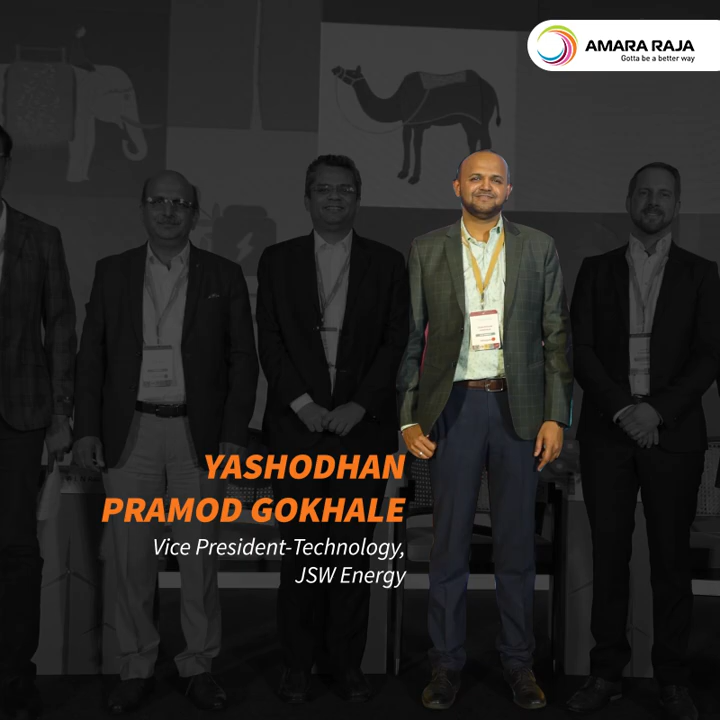 AMARA RAJA
Gotta be a better way
YASHODHAN
PRAMOD GOKHALE
Vice President-Technology,
JSW Energy